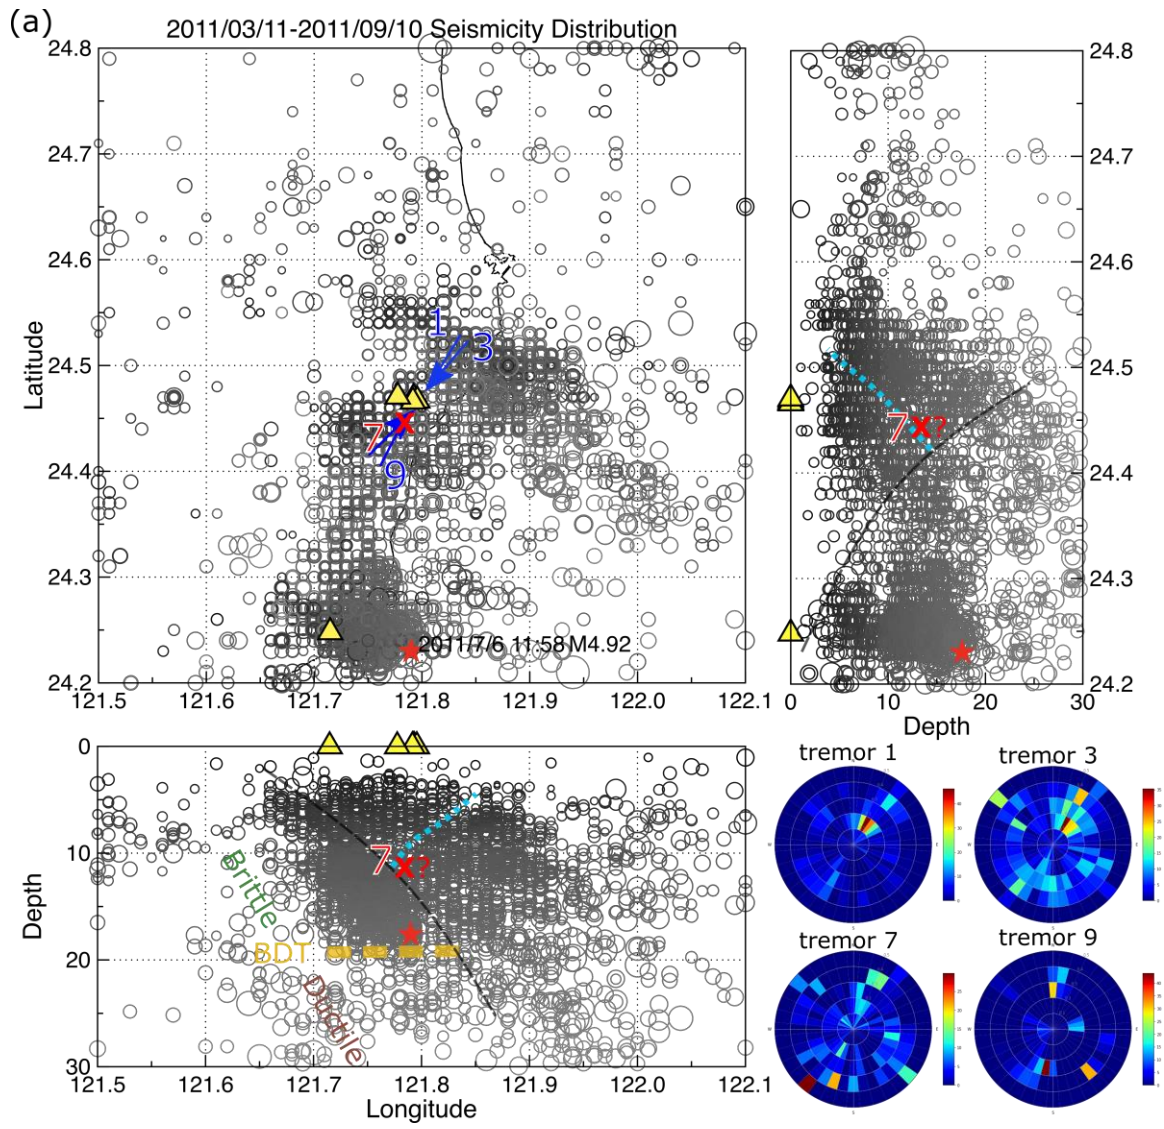 (a)
2011/03/11-2011/09/10 Seismicity Distribution
24.8
24.7
24.6
24.5
24.4
24.3
24.2
Latitude
1
3
7
X
9
2011/7/6 11:58 M4.92
121.5 121.6 121.7 121.8 121.9 122.0 122.1
24.8
24.7
24.6
24.5
24.4
24.3
24.2
7 X ?
0 10 20 30
Depth
0
10
20
30
Depth
7 X ?
Brittle
BDT
Ductile
121.5 121.6 121.7 121.8 121.9 122.0 122.1
Longitude
tremor 1
tremor 3
tremor 7
tremor 9